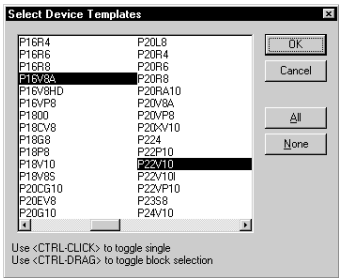 Select Device Templates
P16R4 P20L8
P16R6 P20R4
P16R8 P20R6
P16V8A P20R8
P16V8HD P20RA10
P16VP8 P20V8A
P1800 P20VP8
P18CV8 P20XV10
P18G8 P224
P18P8 P22P10
P18V10 P22V10
P18V8S P22V10I
P20CG10 P22VP10
P20EV8 P23S8
P20G10 P24V10
OK
Cancel
All
None
Use <CTRL-CLICK> to toggle single
Use <CTRL-DRAG> to toggle block selection